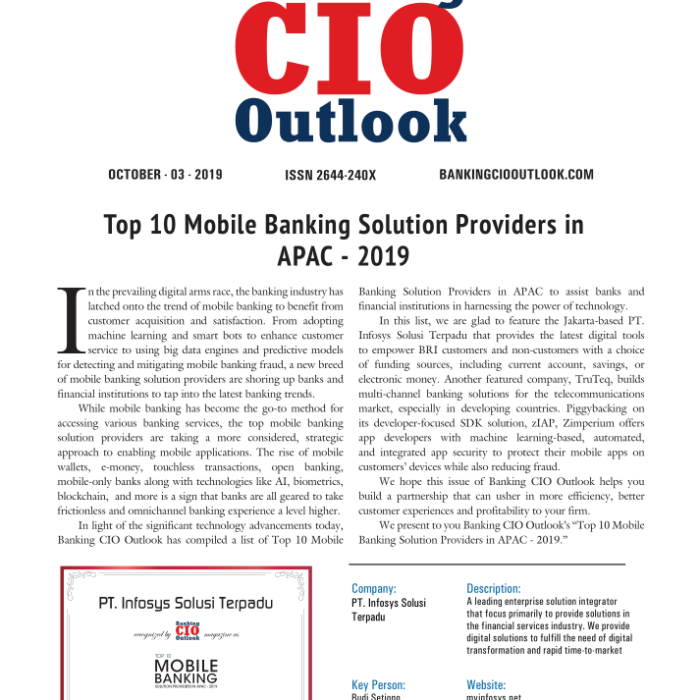 CIO
Outlook
OCTOBER - 03 - 2019
ISSN 2644-240X
BANKINGCIOOUTLOOK.COM
Top 10 Mobile Banking Solution Providers in
APAC - 2019
In the prevailing digital arms race, the banking industry has
latched onto the trend of mobile banking to benefit from
customer acquisition and satisfaction. From adopting
machine learning and smart bots to enhance customer
service to using big data engines and predictive models
for detecting and mitigating mobile banking fraud, a new breed
of mobile banking solution providers are shoring up banks and
financial institutions to tap into the latest banking trends.
While mobile banking has become the go-to method for
accessing various banking services, the top mobile banking
solution providers are taking a more considered, strategic
approach to enabling mobile applications. The rise of mobile
wallets, e-money, touchless transactions, open banking,
mobile-only banks along with technologies like AI, biometrics,
blockchain, and more is a sign that banks are all geared to take
frictionless and omnichannel banking experience a level higher.
In light of the significant technology advancements today,
Banking CIO Outlook has compiled a list of Top 10 Mobile
Banking Solution Providers in APAC to assist banks and
financial institutions in harnessing the power of technology.
In this list, we are glad to feature the Jakarta-based PT.
Infosys Solusi Terpadu that provides the latest digital tools
to empower BRI customers and non-customers with a choice
of funding sources, including current account, savings, or
electronic money. Another featured company, TruTeq, builds
multi-channel banking solutions for the telecommunications
market, especially in developing countries. Piggybacking on
its developer-focused SDK solution, zIAP, Zimperium offers
app developers with machine learning-based, automated,
and integrated app security to protect their mobile apps on
customers' devices while also reducing fraud.
We hope this issue of Banking CIO Outlook helps you
build a partnership that can usher in more efficiency, better
customer experiences and profitability to your firm.
We present to you Banking CIO Outlook's "Top 10 Mobile
Banking Solution Providers in APAC - 2019."
PT. Infosys Solusi Terpadu
recognized by Banking CIO Outlook magazine as
TOP 10
MOBILE
BANKING
SOLUTION PROVIDERS IN APAC - 2019
Company:
PT. Infosys Solusi
Terpadu
Description:
A leading enterprise solution integrator
that focus primarily to provide solutions in
the financial services industry. We provide
digital solutions to fulfill the need of digital
transformation and rapid time-to-market
Key Person:
Budi Setiono
Website:
myinfosys.net